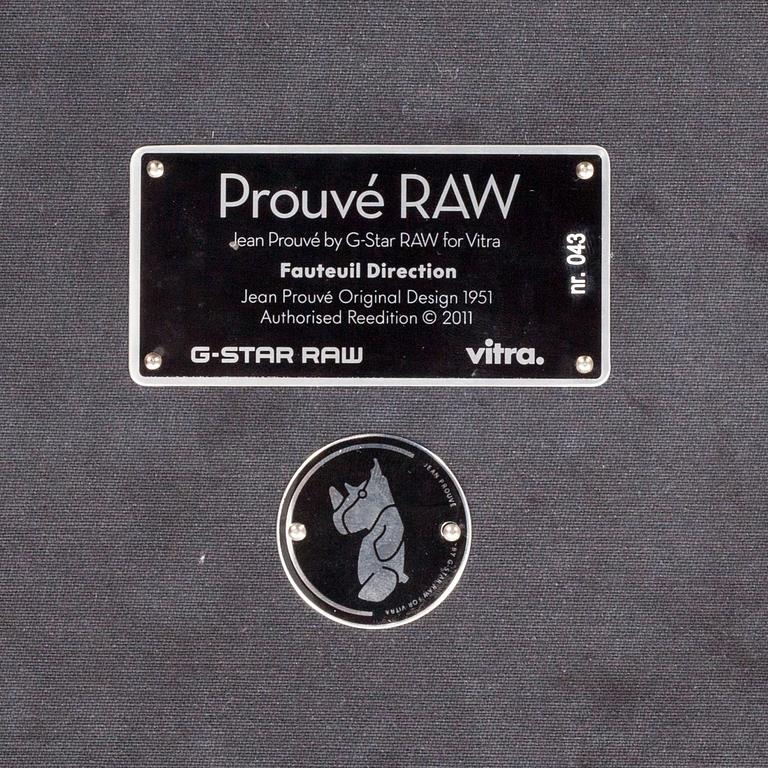 Prouvé RAW
Jean Prouvé by G-Star RAW for Vitra
Fauteuil Direction
Jean Prouvé Original Design 1951
Authorised Reedition © 2011
G-STAR RAW
vitra.
nr. 043
JEAN PROUVÉ
BY G-STAR RAW FOR VITRA